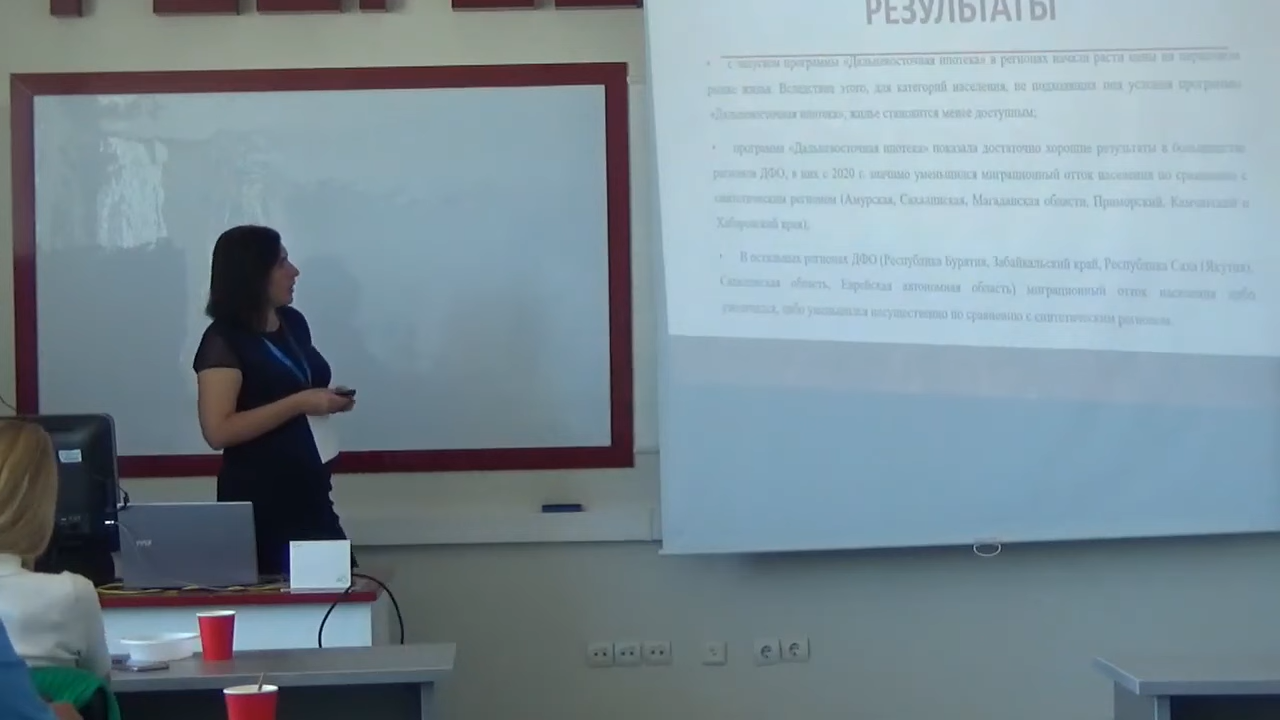 РЕЗУЛЬТАТЫ
• с запуском программы «Дальневосточная ипотека» в регионах начали расти цены на первичном
рынке жилья. Вследствие этого, для категорий населения, не подходящих под условия программы
«Дальневосточная ипотека», жилье становится менее доступным;
• программа «Дальневосточная ипотека» показала достаточно хорошие результаты в большинстве
регионов ДФО, в них с 2020 г. значимо уменьшился миграционный отток населения по сравнению с
синтетическим регионом (Амурская, Сахалинская, Магаданская области, Приморский, Камчатский и
Хабаровский края),
• В остальных регионах ДФО (Республика Бурятия, Забайкальский край, Республика Саха (Якутия),
область, Еврейская автономная область) миграционный отток населения либо
увеличился, либо уменьшился несущественно по сравнению с синтетическим регионом.